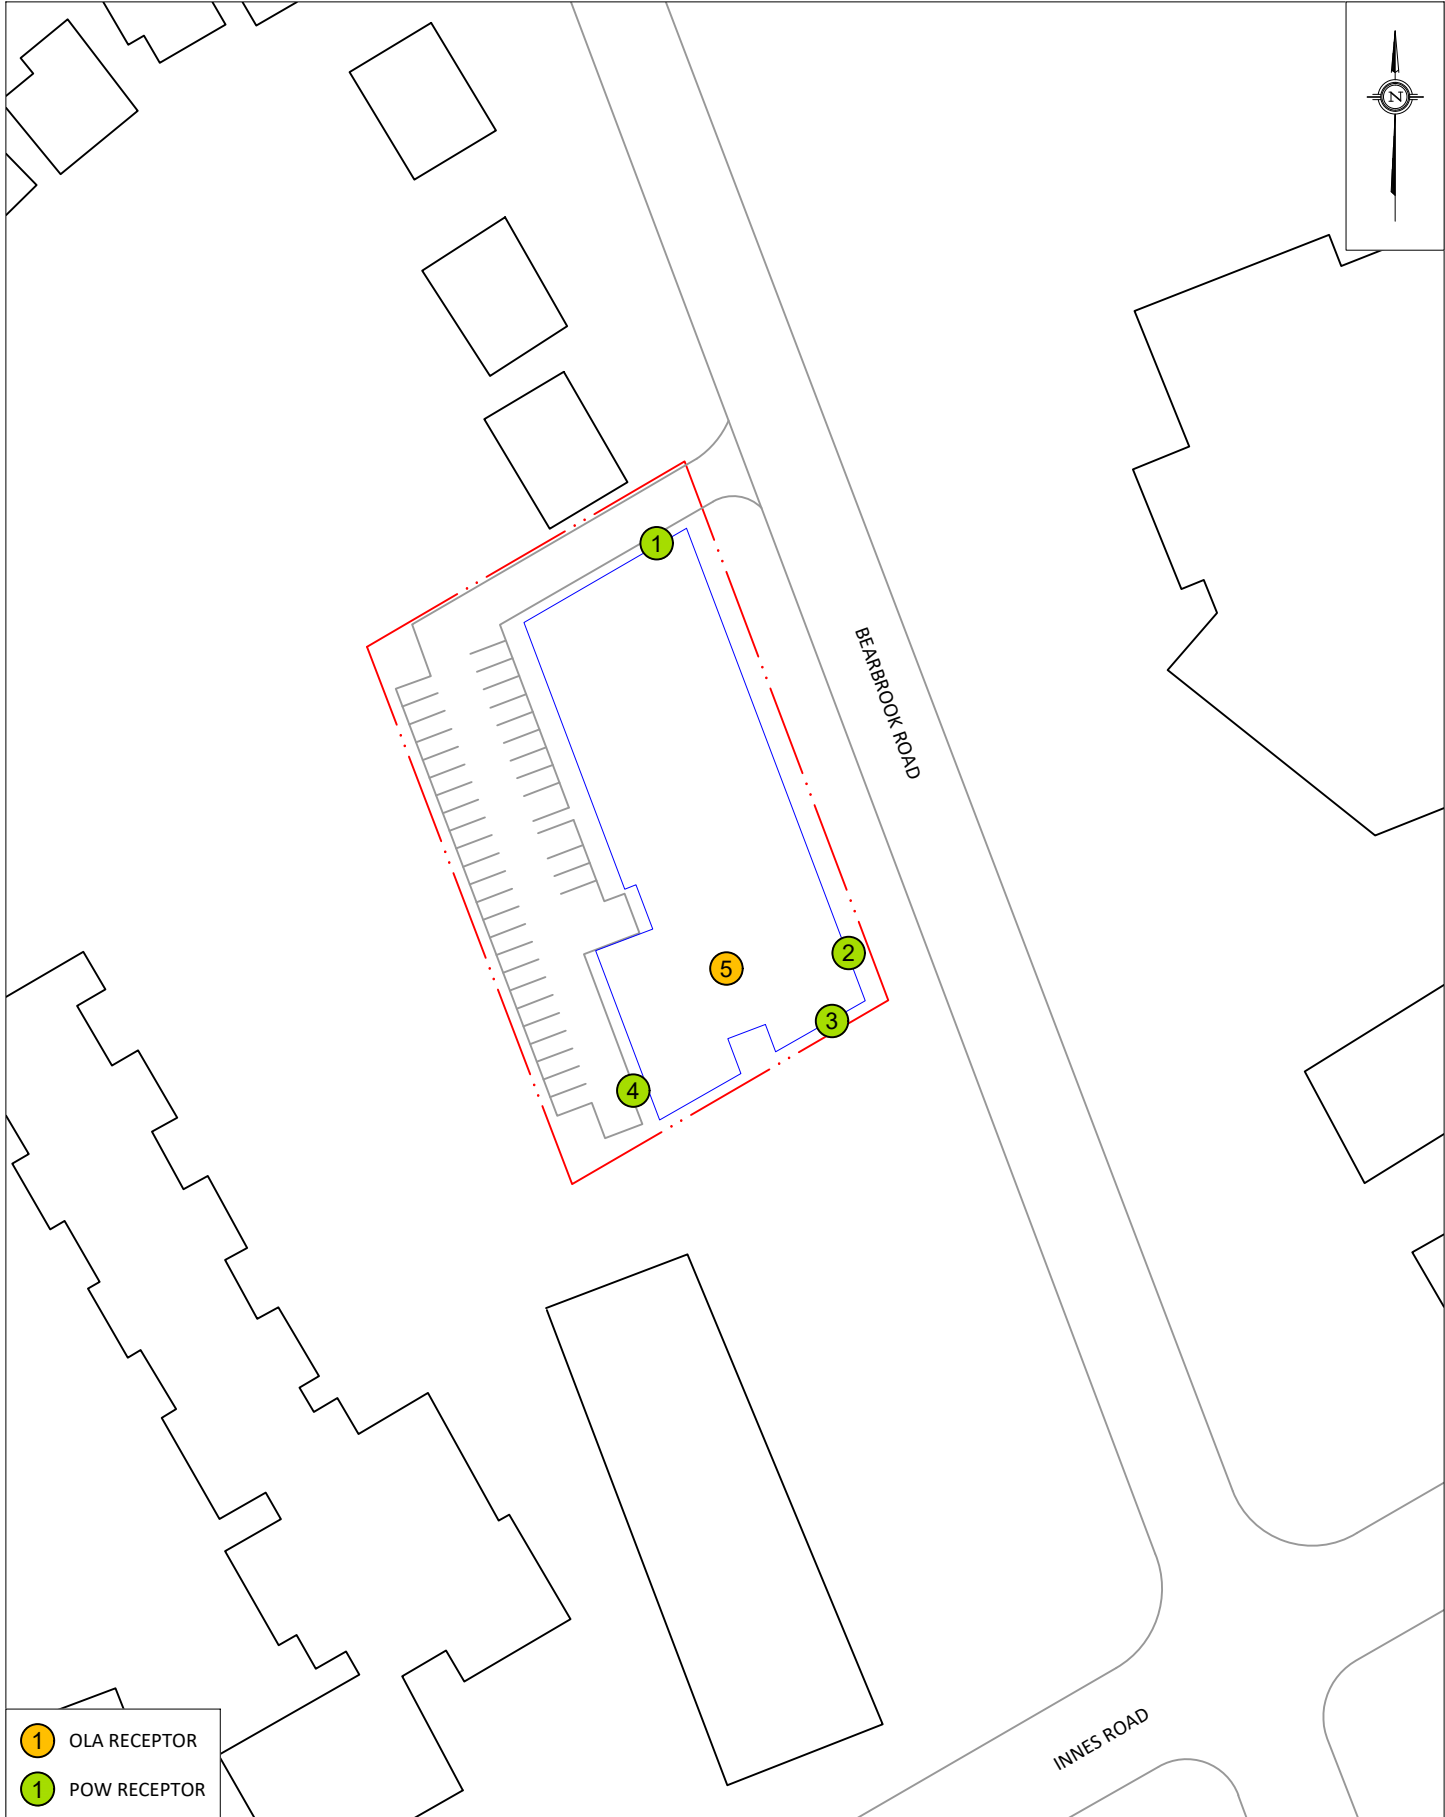 N
1
BEARBROOK ROAD
2
5
3
4
INNES ROAD
1 OLA RECEPTOR
1 POW RECEPTOR